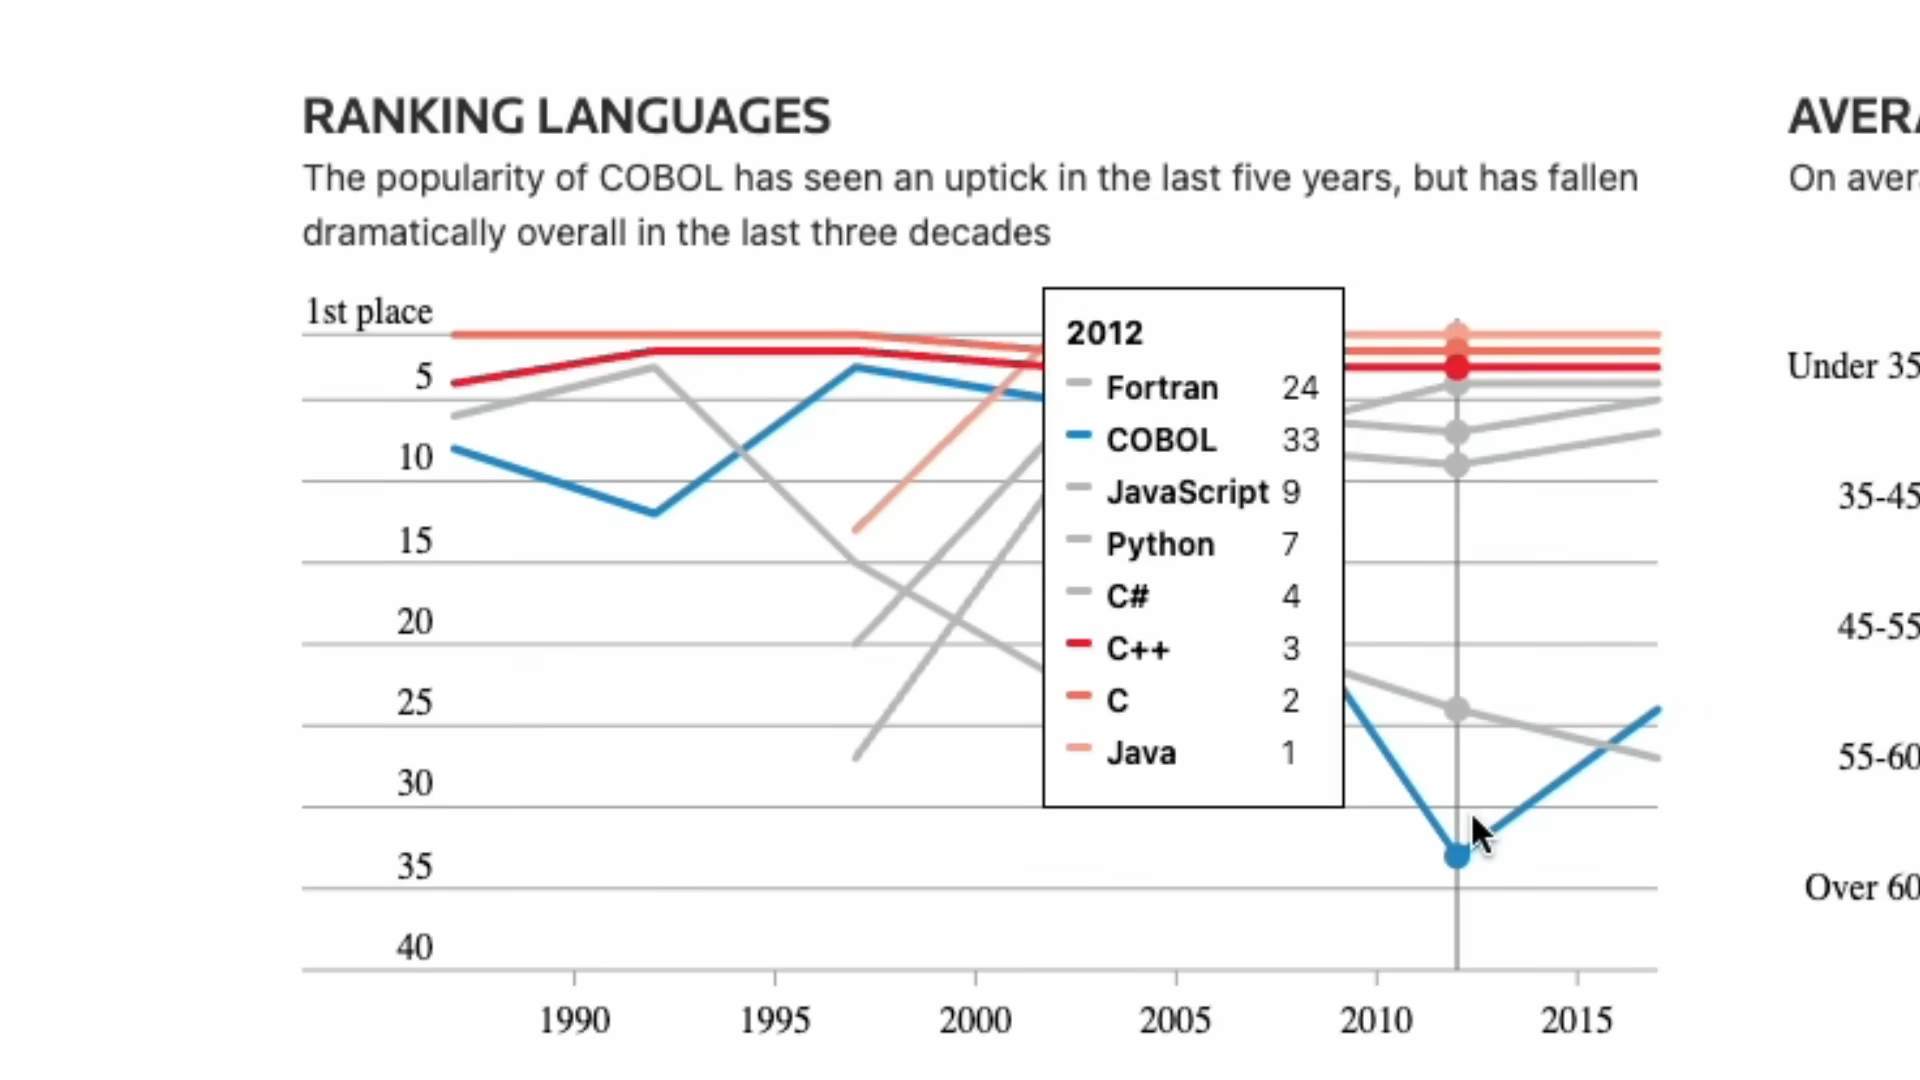 RANKING LANGUAGES
The popularity of COBOL has seen an uptick in the last five years, but has fallen
dramatically overall in the last three decades
1st place
5
10
15
20
25
30
35
40
1990 1995 2000 2005 2010 2015
2012
Fortran 24
COBOL 33
JavaScript 9
Python 7
C# 4
C++ 3
C 2
Java 1
AVERA
On aver
Under 35
35-45
45-55
55-60
Over 60